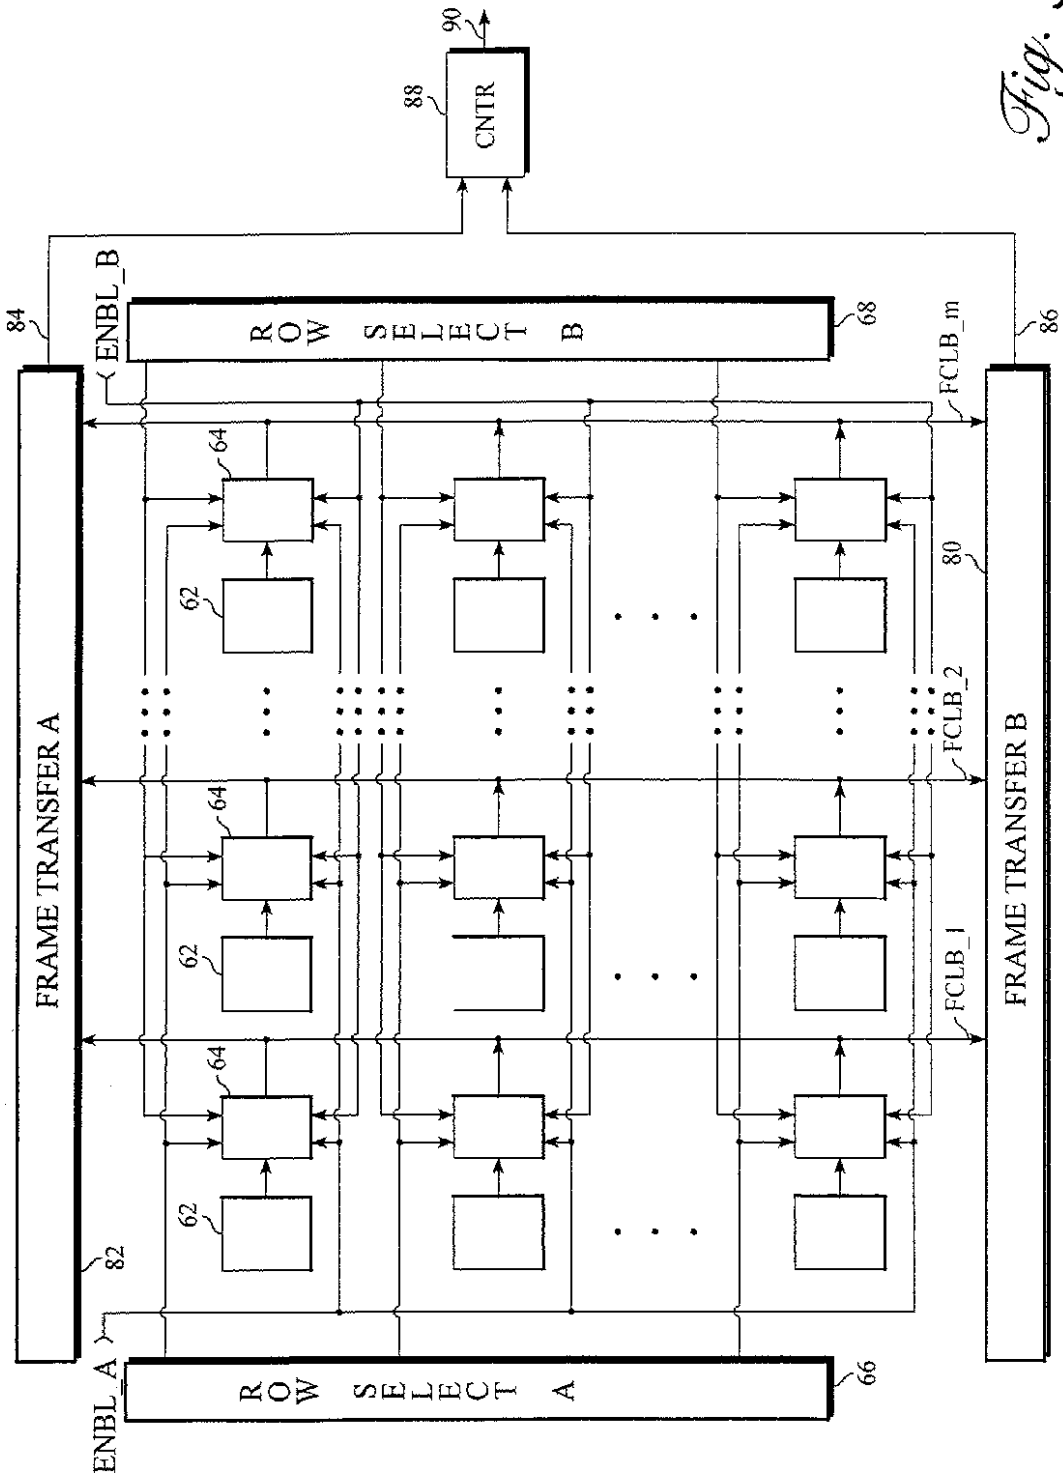 FRAME TRANSFER A
82
84
ENBL_A
ENBL_B
62
64
62
64
62
64
ROW SELECT A
66
ROW SELECT B
68
88
CNTR
90
FCLB_1
FCLB_2
FCLB_m
80
86
FRAME TRANSFER B
Fig.